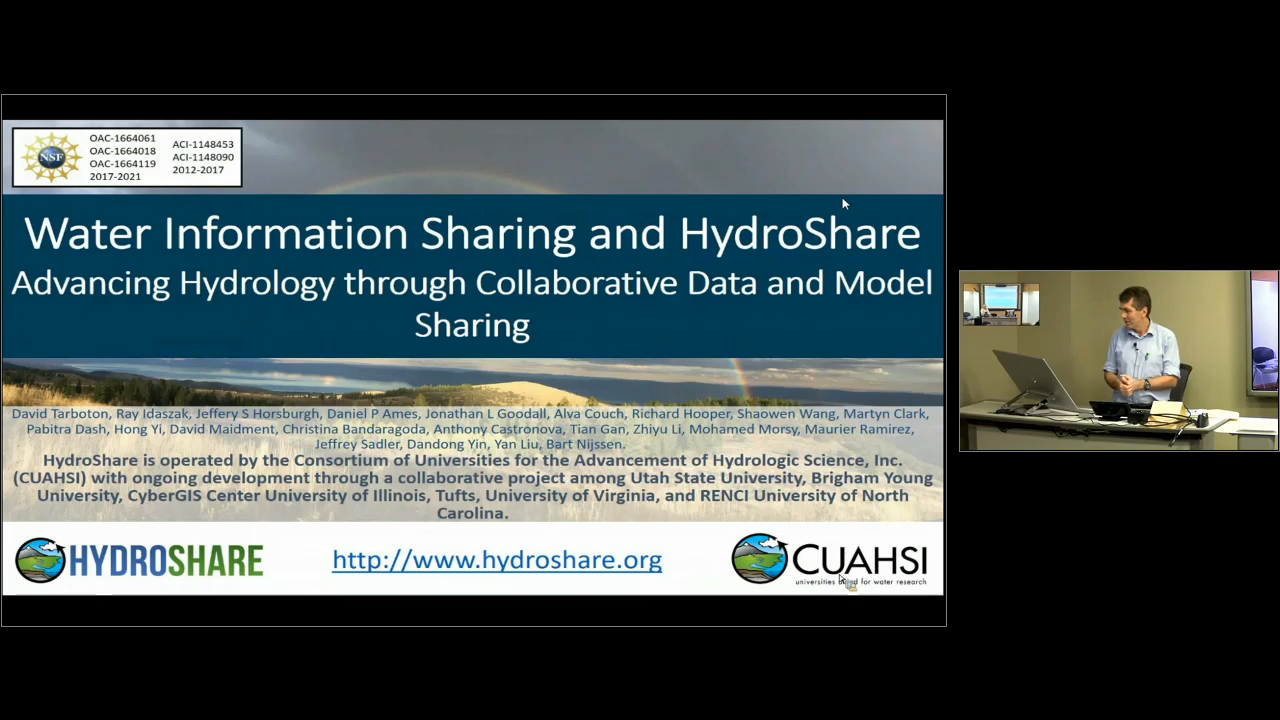 NSF
OAC-1664061
OAC-1664018
OAC-1664119
2017-2021
ACI-1148453
ACI-1148090
2012-2017
Water Information Sharing and HydroShare
Advancing Hydrology through Collaborative Data and Model
Sharing
David Tarboton, Ray Idaszak, Jeffery S Horsburgh, Daniel P Ames, Jonathan L Goodall, Alva Couch, Richard Hooper, Shaowen Wang, Martyn Clark,
Pabitra Dash, Hong Yi, David Maidment, Christina Bandaragoda, Anthony Castronova, Tian Gan, Zhiyu Li, Mohamed Morsy, Maurier Ramirez,
Jeffrey Sadler, Dandong Yin, Yan Liu, Bart Nijssen.
HydroShare is operated by the Consortium of Universities for the Advancement of Hydrologic Science, Inc.
(CUAHSI) with ongoing development through a collaborative project among Utah State University, Brigham Young
University, CyberGIS Center University of Illinois, Tufts, University of Virginia, and RENCI University of North
Carolina.
HYDROSHARE
http://www.hydroshare.org
CUAHSI
universities for water research